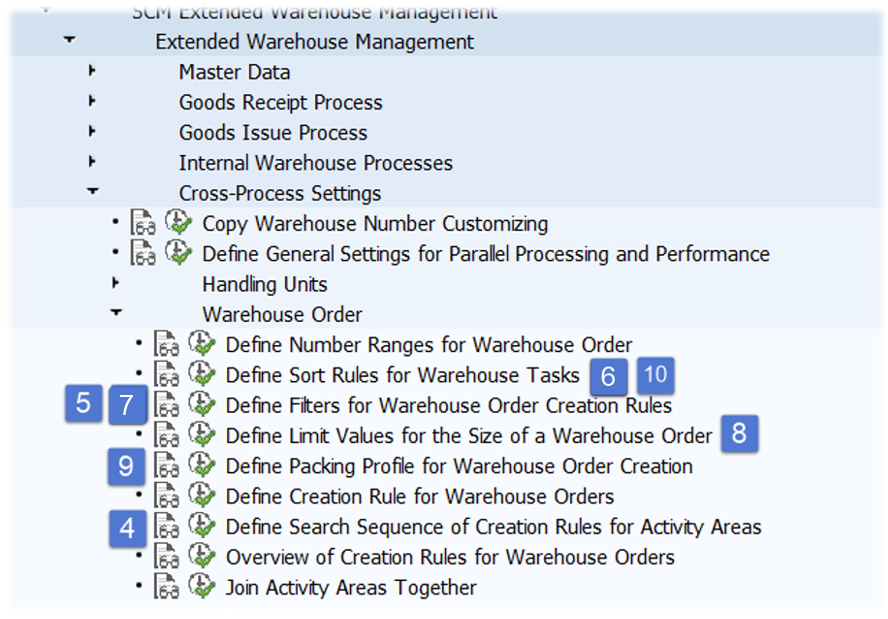 SCM Extended Warehouse Management
Extended Warehouse Management
Master Data
Goods Receipt Process
Goods Issue Process
Internal Warehouse Processes
Cross-Process Settings
Copy Warehouse Number Customizing
Define General Settings for Parallel Processing and Performance
Handling Units
Warehouse Order
Define Number Ranges for Warehouse Order
Define Sort Rules for Warehouse Tasks 6 10
5 7 Define Filters for Warehouse Order Creation Rules
Define Limit Values for the Size of a Warehouse Order 8
9 Define Packing Profile for Warehouse Order Creation
Define Creation Rule for Warehouse Orders
4 Define Search Sequence of Creation Rules for Activity Areas
Overview of Creation Rules for Warehouse Orders
Join Activity Areas Together